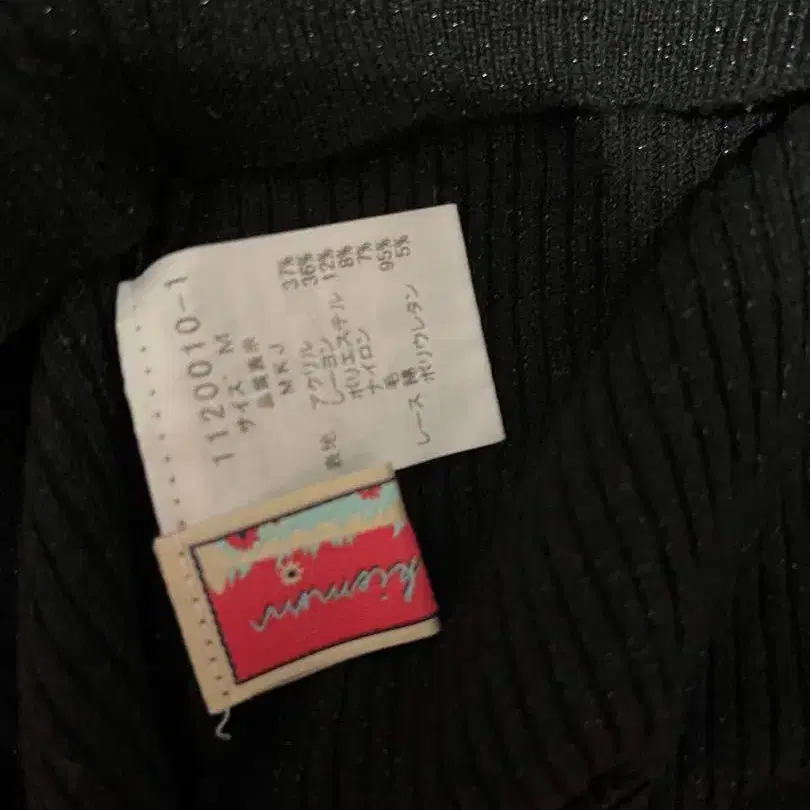 1120010-1
サイズ M
品質表示
MKJ
表地 アクリル 37%
レーヨン 36%
ポリエステル 12%
ナイロン 8%
毛 7%
レース 綿 95%
ポリウレタン 5%